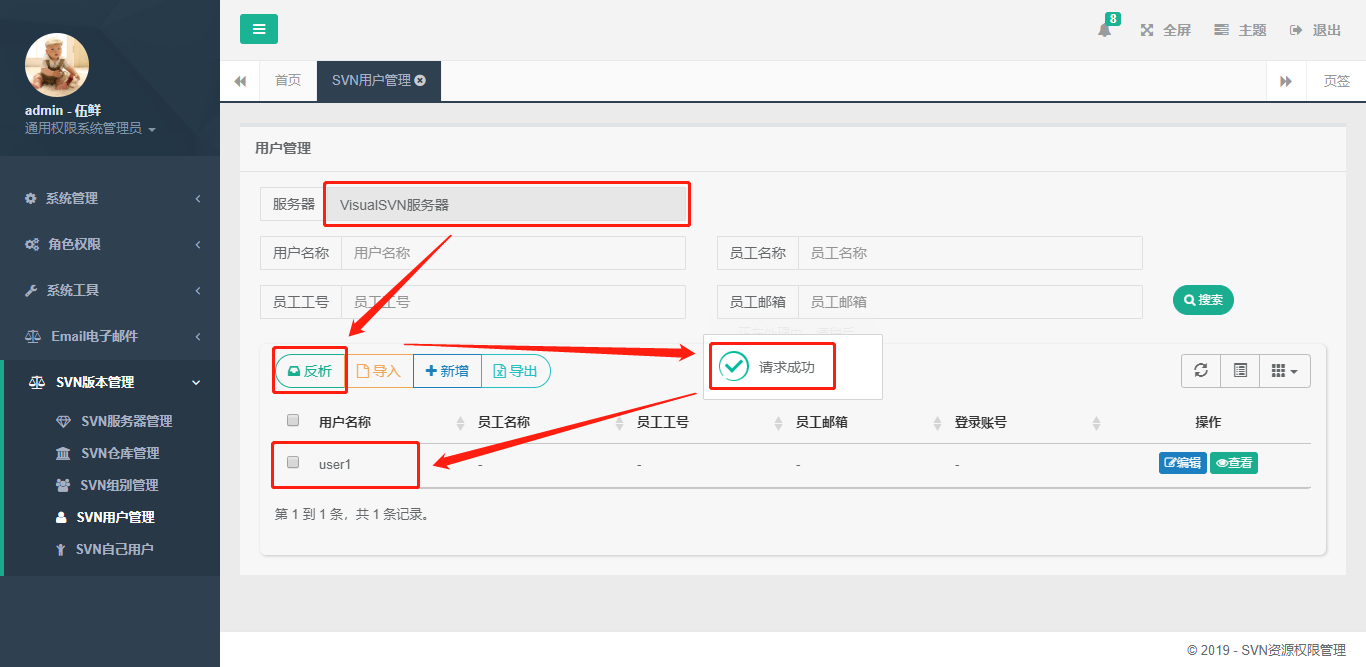 8
全屏
主题
退出
首页
SVN用户管理
页签
admin - 伍鲜
通用权限系统管理员
系统管理
角色权限
系统工具
Email电子邮件
SVN版本管理
SVN服务器管理
SVN仓库管理
SVN组别管理
SVN用户管理
SVN自己用户
用户管理
服务器 VisualSVN服务器
用户名称 用户名称 员工名称 员工名称
员工工号 员工工号 员工邮箱 员工邮箱 搜索
反析 导入 新增 导出 请求成功
用户名称 员工名称 员工工号 员工邮箱 登录账号 操作
user1 - - - - 编辑 查看
第 1 到 1 条，共 1 条记录。
© 2019 - SVN资源权限管理